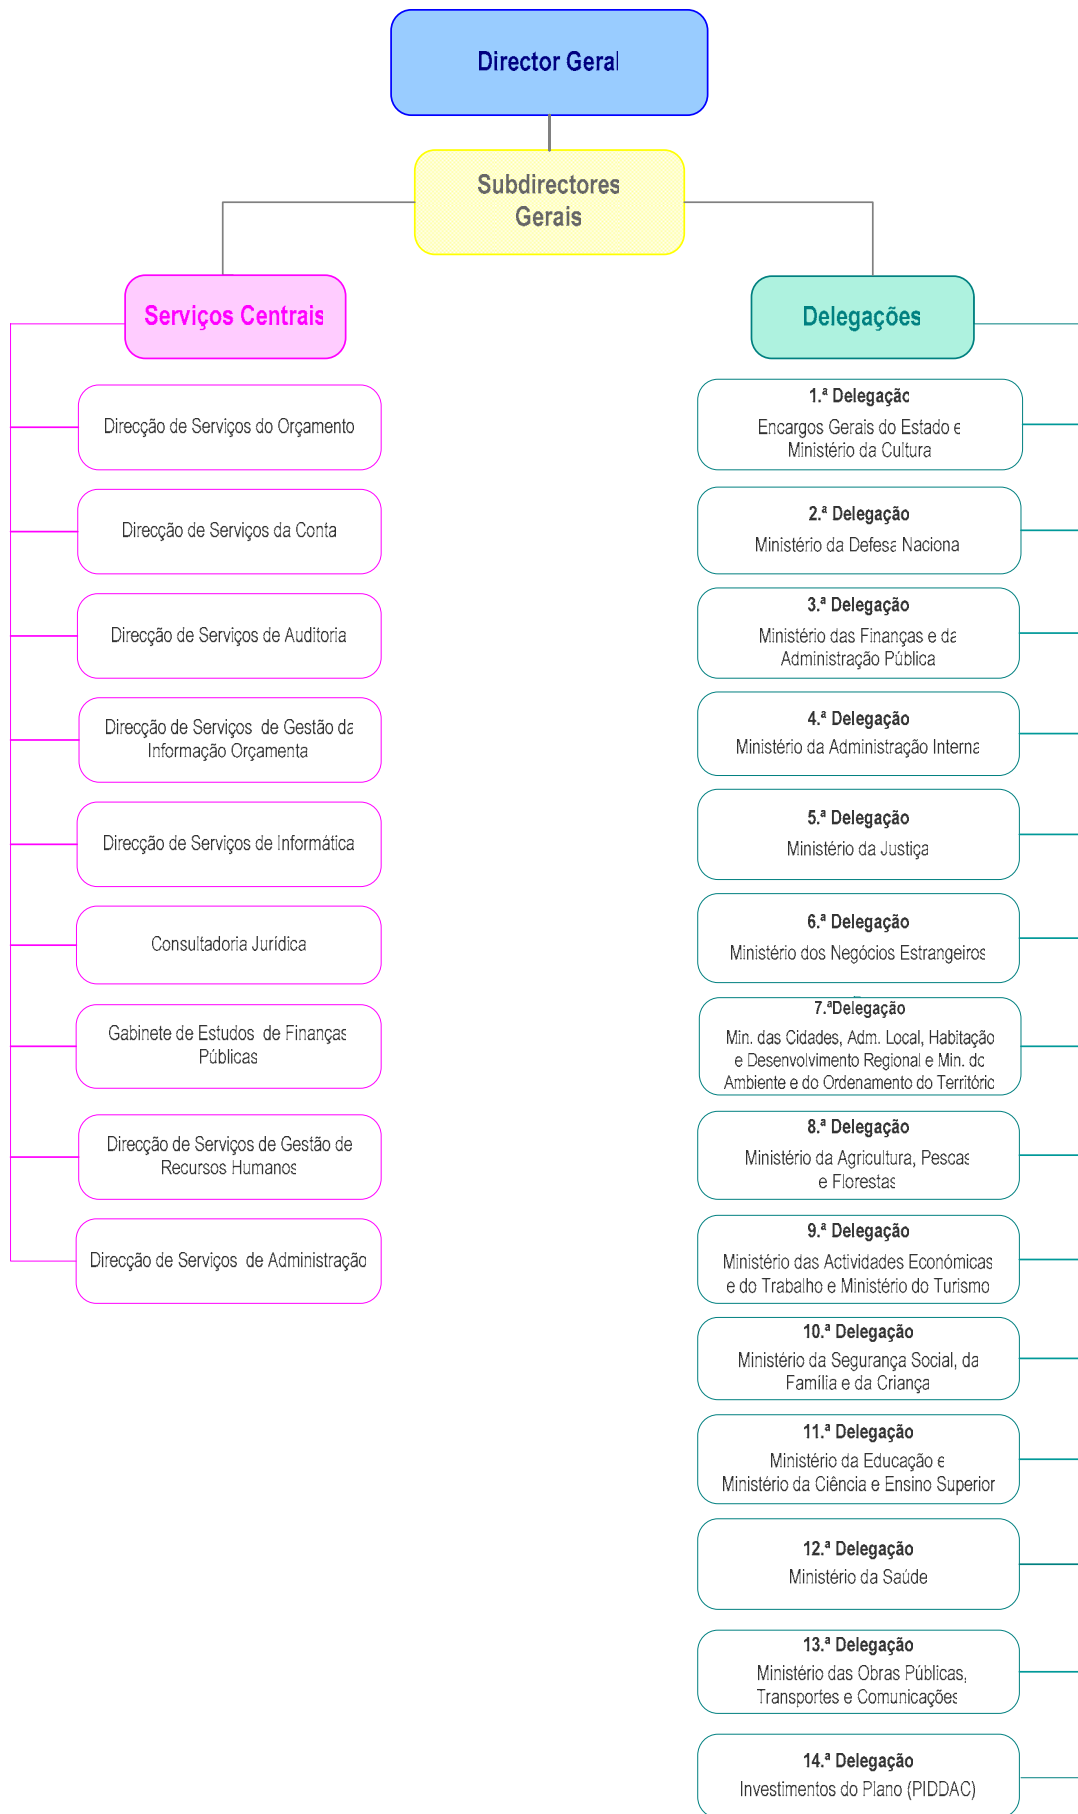 Director Geral
Subdirectores
Gerais
Serviços Centrais
Direcção de Serviços do Orçamento
Direcção de Serviços da Conta
Direcção de Serviços de Auditoria
Direcção de Serviços de Gestão da
Informação Orçamenta
Direcção de Serviços de Informática
Consultadoria Jurídica
Gabinete de Estudos de Finanças
Públicas
Direcção de Serviços de Gestão de
Recursos Humanos
Direcção de Serviços de Administração
Delegações
1.ª Delegação
Encargos Gerais do Estado e
Ministério da Cultura
2.ª Delegação
Ministério da Defesa Naciona
3.ª Delegação
Ministério das Finanças e da
Administração Pública
4.ª Delegação
Ministério da Administração Interna
5.ª Delegação
Ministério da Justiça
6.ª Delegação
Ministério dos Negócios Estrangeiros
7.ªDelegação
Min. das Cidades, Adm. Local, Habitação
e Desenvolvimento Regional e Min. do
Ambiente e do Ordenamento do Território
8.ª Delegação
Ministério da Agricultura, Pescas
e Florestas
9.ª Delegação
Ministério das Actividades Económicas
e do Trabalho e Ministério do Turismo
10.ª Delegação
Ministério da Segurança Social, da
Família e da Criança
11.ª Delegação
Ministério da Educação e
Ministério da Ciência e Ensino Superior
12.ª Delegação
Ministério da Saúde
13.ª Delegação
Ministério das Obras Públicas,
Transportes e Comunicações
14.ª Delegação
Investimentos do Plano (PIDDAC)